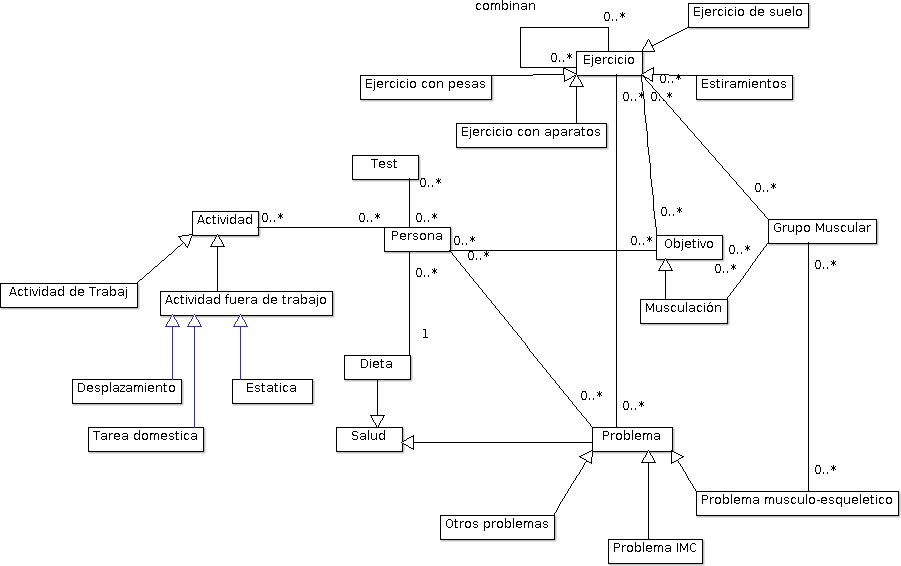 combinan
Ejercicio de suelo
0..*
0..*
Ejercicio
Ejercicio con pesas
0..*
Estiramientos
0..*
0..*
Ejercicio con aparatos
Test
0..*
0..*
Actividad
0..*
0..*
0..*
0..*
Persona
Grupo Muscular
0..*
0..*
Objetivo
0..*
0..*
0..*
0..*
0..*
Actividad de Trabaj
Actividad fuera de trabajo
Musculación
1
Dieta
Desplazamiento
Estatica
0..*
0..*
Tarea domestica
Salud
Problema
0..*
Problema musculo-esqueletico
Otros problemas
Problema IMC